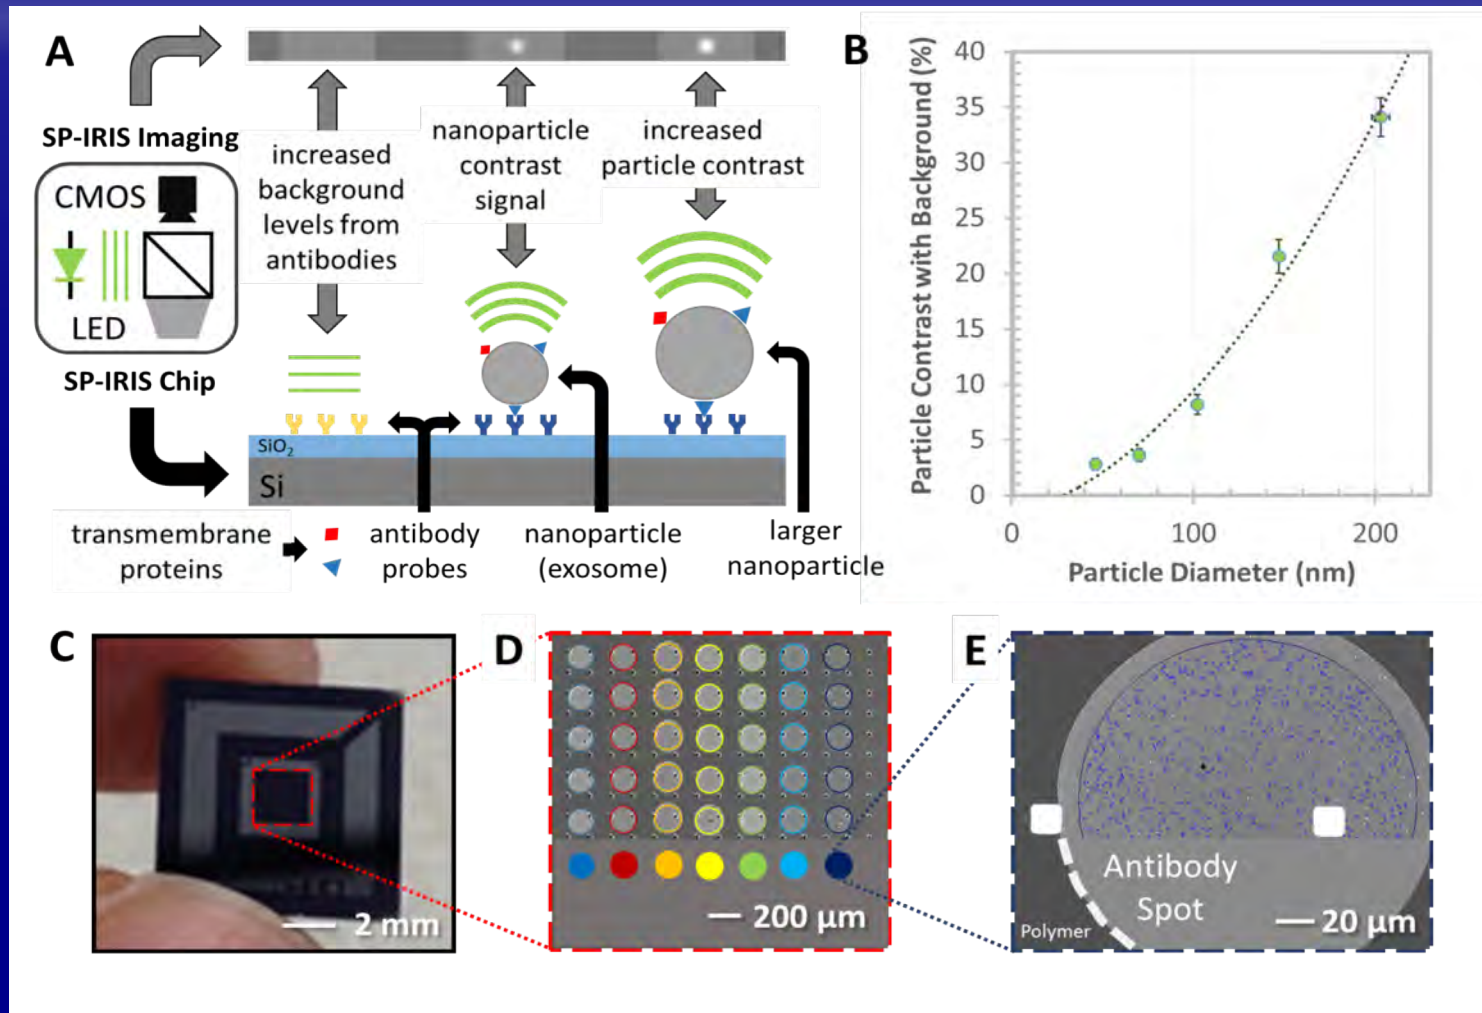 A
SP-IRIS Imaging
CMOS
LED
SP-IRIS Chip
increased
background
levels from
antibodies
nanoparticle
contrast
signal
increased
particle contrast
SiO₂
Si
transmembrane
proteins
antibody
probes
nanoparticle
(exosome)
larger
nanoparticle
B
Particle Contrast with Background (%)
40
35
30
25
20
15
10
5
0
0
100
200
Particle Diameter (nm)
C
2 mm
D
200 µm
E
Antibody
Spot
Polymer
20 µm